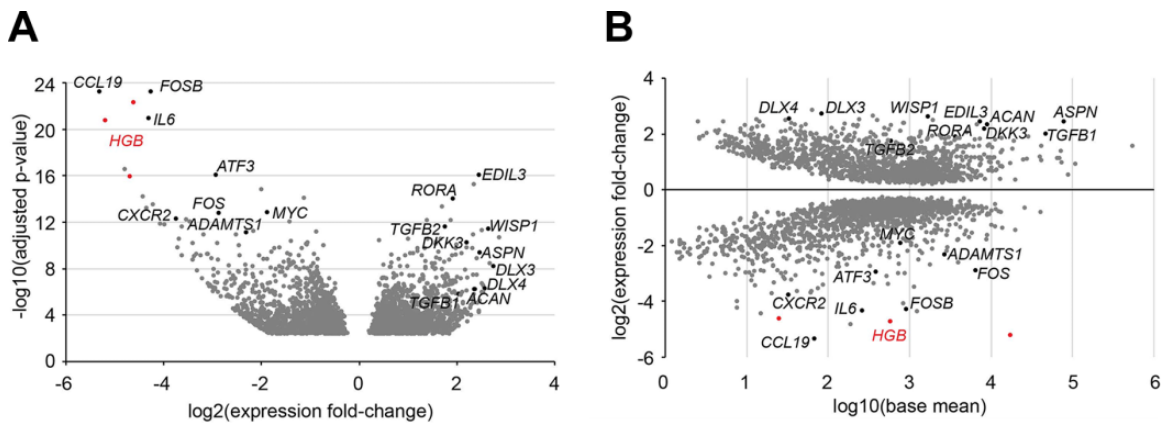 A
24
20
16
12
8
4
0
-log10(adjusted p-value)
CCL19
FOSB
IL6
HGB
ATF3
EDIL3
RORA
FOS
CXCR2
MYC
ADAMTS1
TGFB2
WISP1
DKK3
ASPN
DLX3
DLX4
TGFB1
ACAN
-6
-4
-2
0
2
4
log2(expression fold-change)
B
4
2
0
-2
-4
-6
log2(expression fold-change)
DLX4
DLX3
WISP1
EDIL3
ACAN
ASPN
RORA
DKK3
TGFB1
TGFB2
MYC
ADAMTS1
ATF3
FOS
CXCR2
IL6
FOSB
CCL19
HGB
0
1
2
3
4
5
6
log10(base mean)